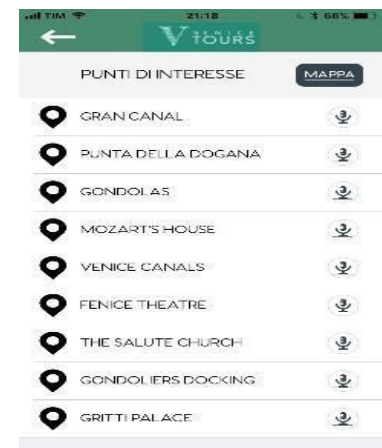 TIM 21:18 66%
VENICE
TOURS
PUNTI DI INTERESSE MAPPA
GRAN CANAL
PUNTA DELLA DOGANA
GONDOLAS
MOZART'S HOUSE
VENICE CANALS
FENICE THEATRE
THE SALUTE CHURCH
GONDOLIERS DOCKING
GRITTI PALACE